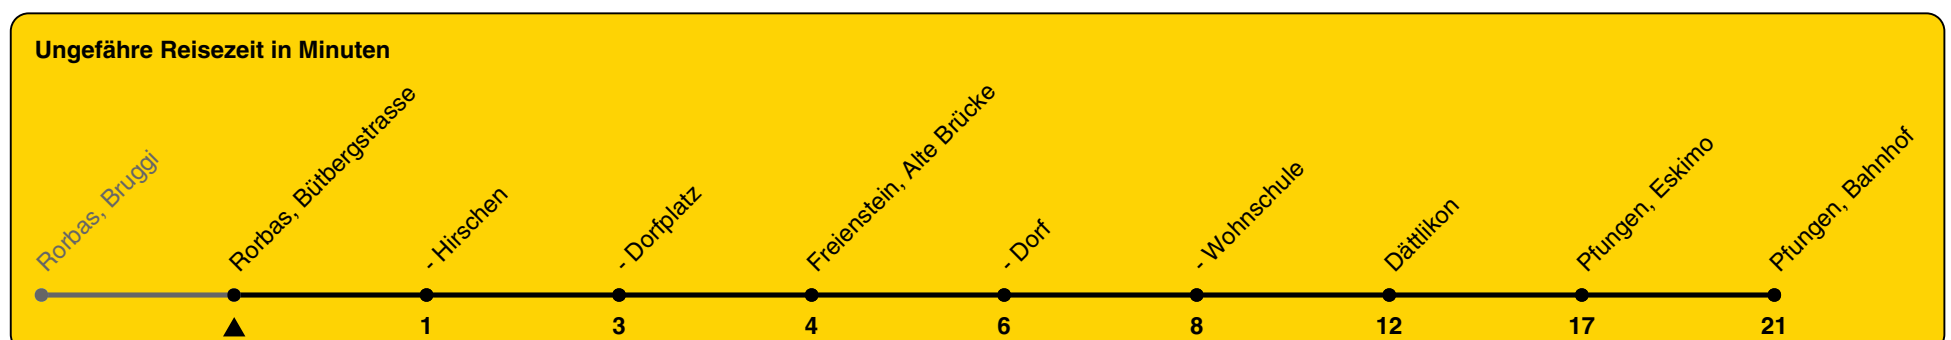 Ungefähre Reisezeit in Minuten
Rorbas, Bruggi
Rorbas, Bütbergstrasse
- Hirschen
- Dorfplatz
Freienstein, Alte Brücke
- Dorf
- Wohnschule
Dättlikon
Pfungen, Eskimo
Pfungen, Bahnhof
1 3 4 6 8 12 17 21